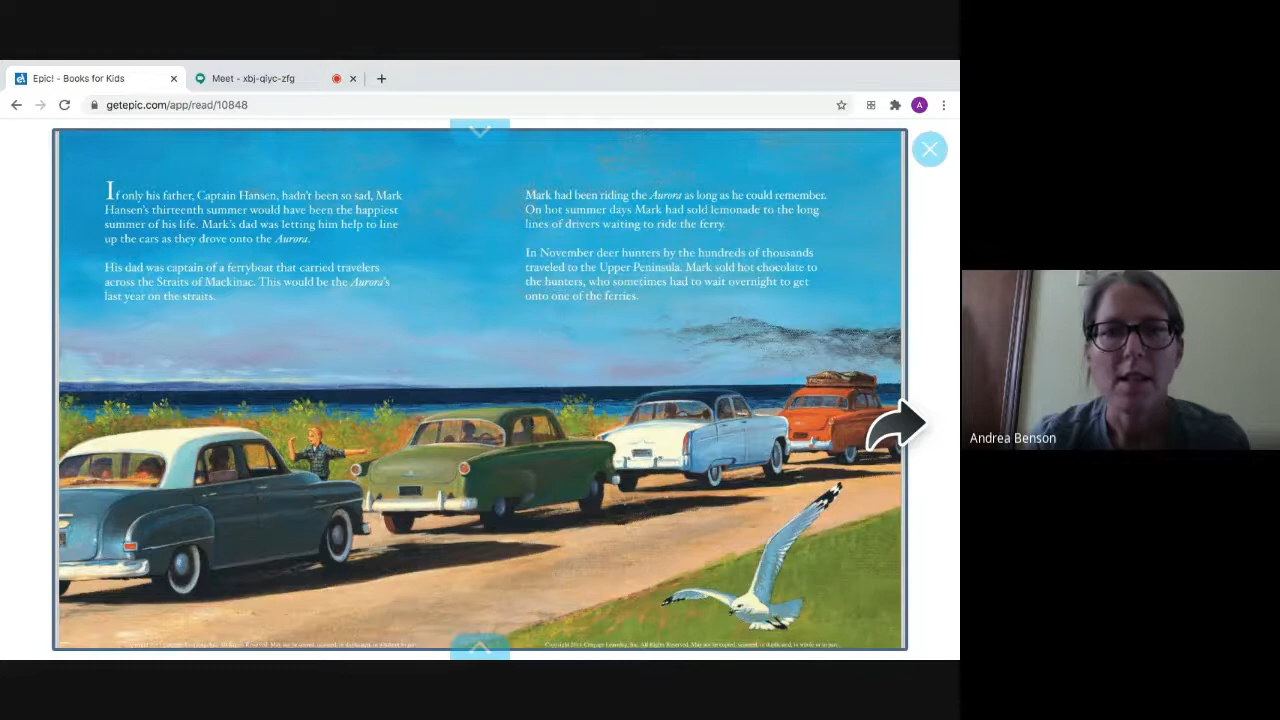 Epic! - Books for Kids
Meet - xbj-qiyc-zfg
getepic.com/app/read/10848
A
If only his father, Captain Hansen, hadn't been so sad, Mark
Hansen's thirteenth summer would have been the happiest
summer of his life. Mark's dad was letting him help to line
up the cars as they drove onto the Aurora.
His dad was captain of a ferryboat that carried travelers
across the Straits of Mackinac. This would be the Aurora's
last year on the straits.
Mark had been riding the Aurora as long as he could remember.
On hot summer days Mark had sold lemonade to the long
lines of drivers waiting to ride the ferry.
In November deer hunters by the hundreds of thousands
traveled to the Upper Peninsula. Mark sold hot chocolate to
the hunters, who sometimes had to wait overnight to get
onto one of the ferries.
Andrea Benson